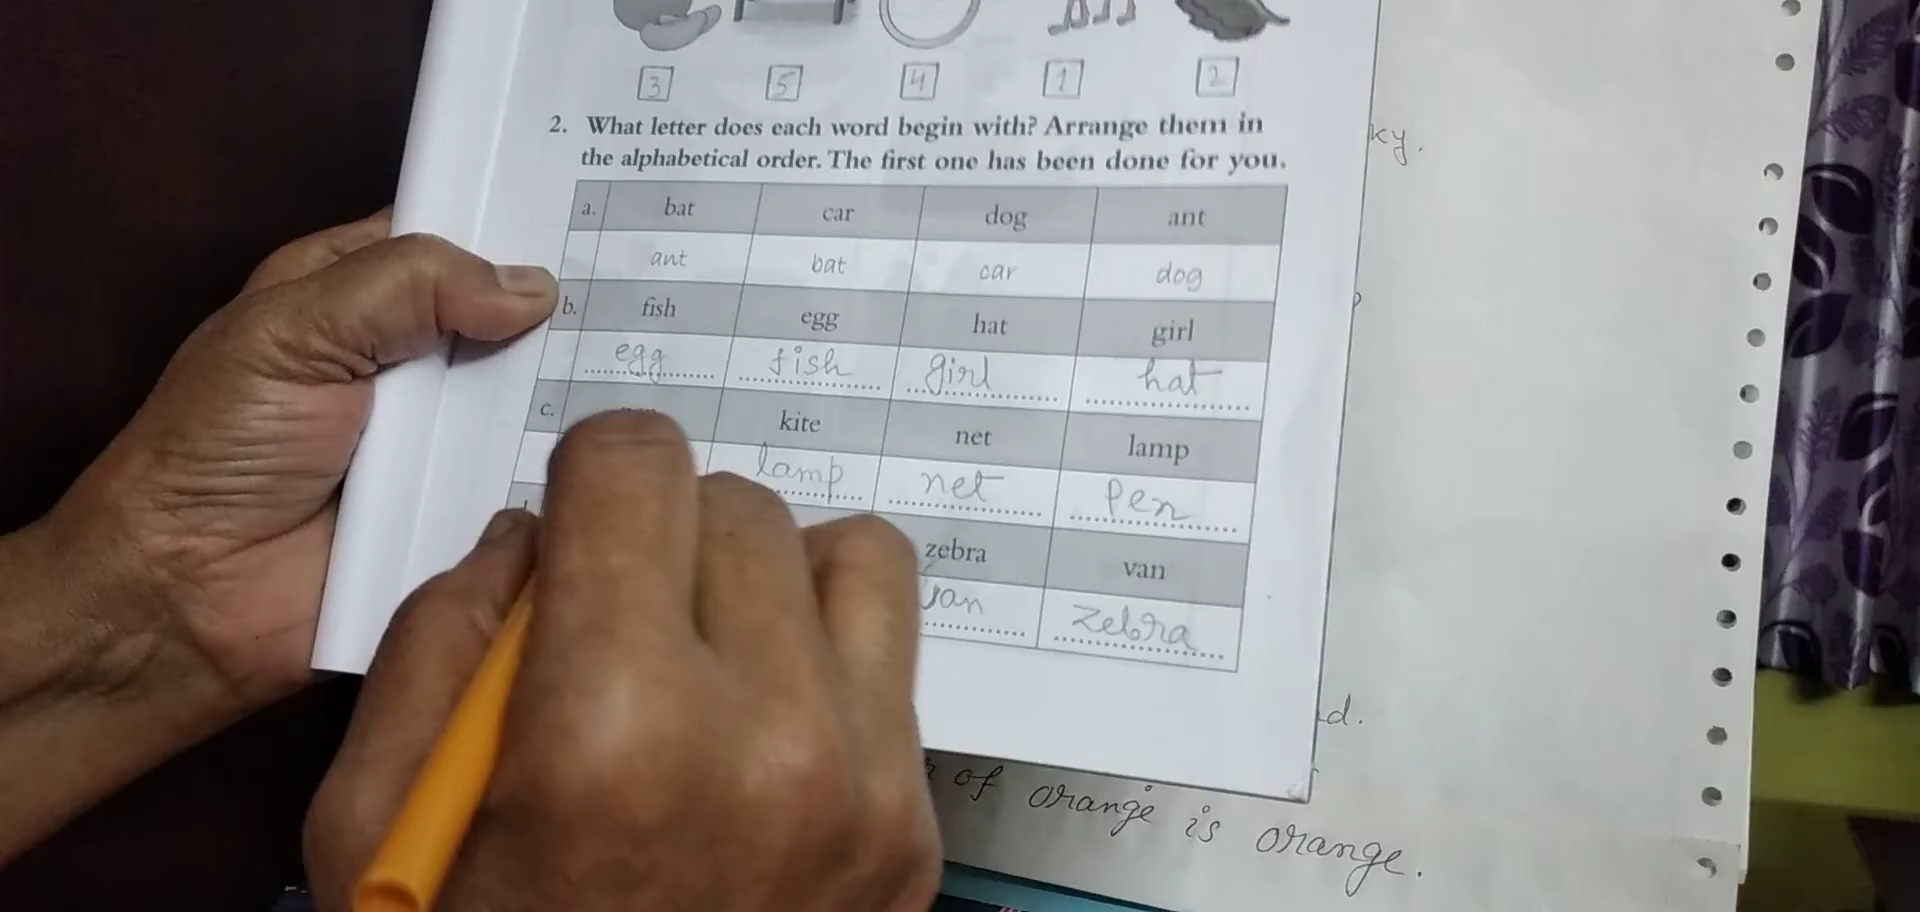 3 5 4 1 2
2. What letter does each word begin with? Arrange them in
the alphabetical order. The first one has been done for you.
a. bat car dog ant
ant bat car dog
b. fish egg hat girl
egg fish girl hat
c. kite net lamp
lamp net Pen
zebra van
van Zebra
ky.
d.
of orange is orange.